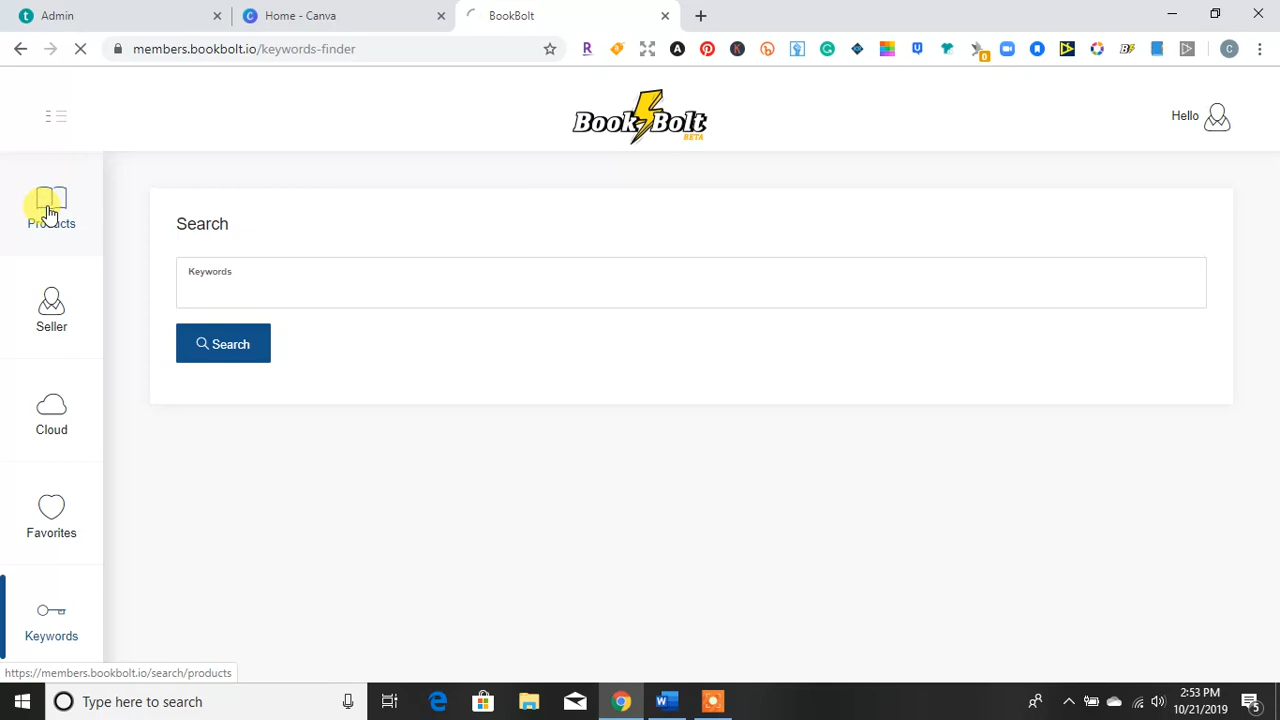 Admin
Home - Canva
BookBolt
members.bookbolt.io/keywords-finder
Book Bolt
BETA
Hello
Products
Seller
Cloud
Favorites
Keywords
Search
Keywords
Search
https://members.bookbolt.io/search/products
Type here to search
2:53 PM
10/21/2019